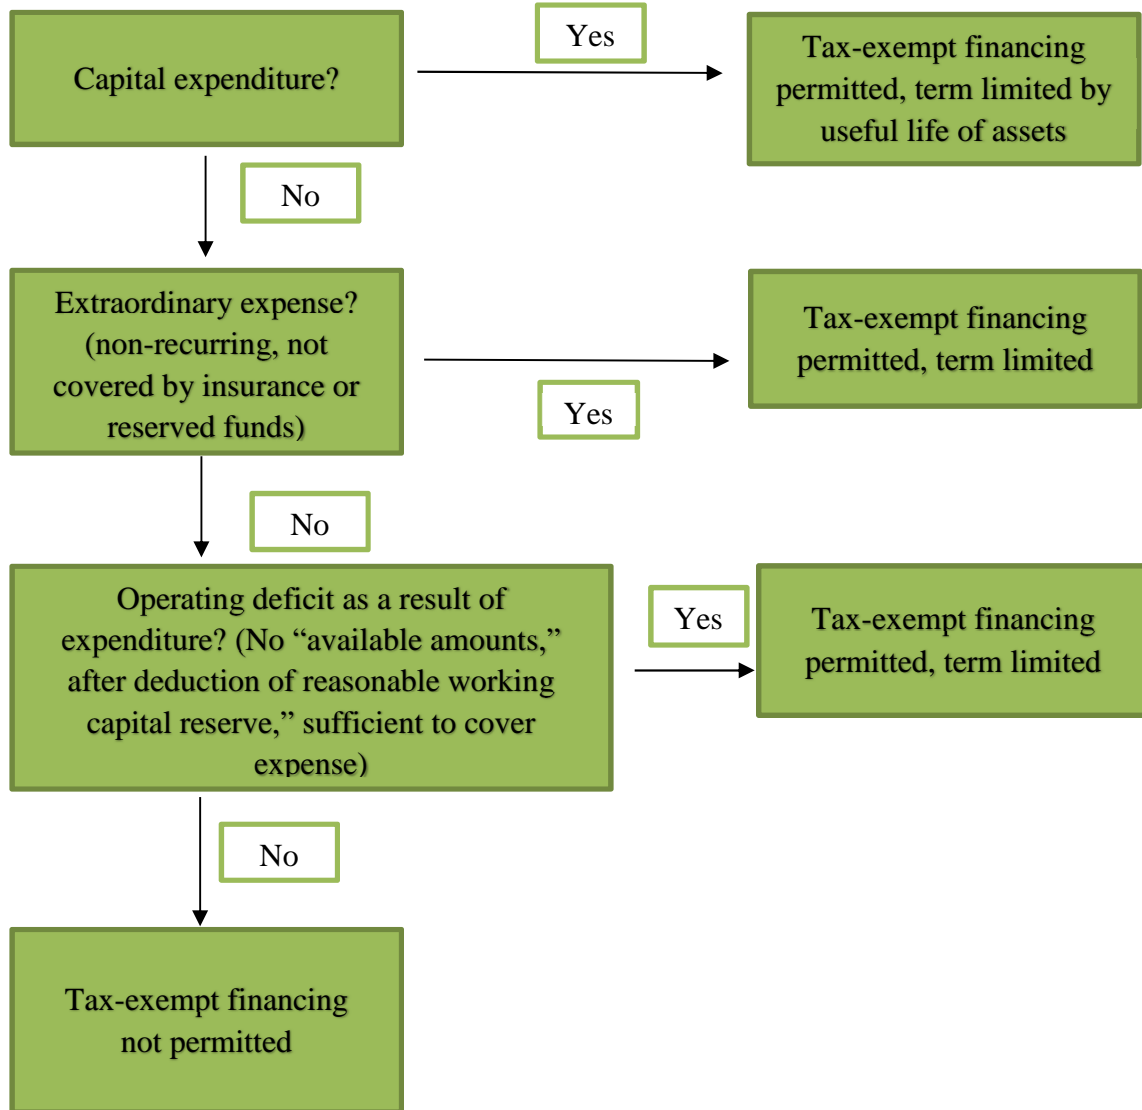 Capital expenditure?
Yes
Tax-exempt financing
permitted, term limited by
useful life of assets
No
Extraordinary expense?
(non-recurring, not
covered by insurance or
reserved funds)
Yes
Tax-exempt financing
permitted, term limited
No
Operating deficit as a result of
expenditure? (No “available amounts,”
after deduction of reasonable working
capital reserve,” sufficient to cover
expense)
Yes
Tax-exempt financing
permitted, term limited
No
Tax-exempt financing
not permitted